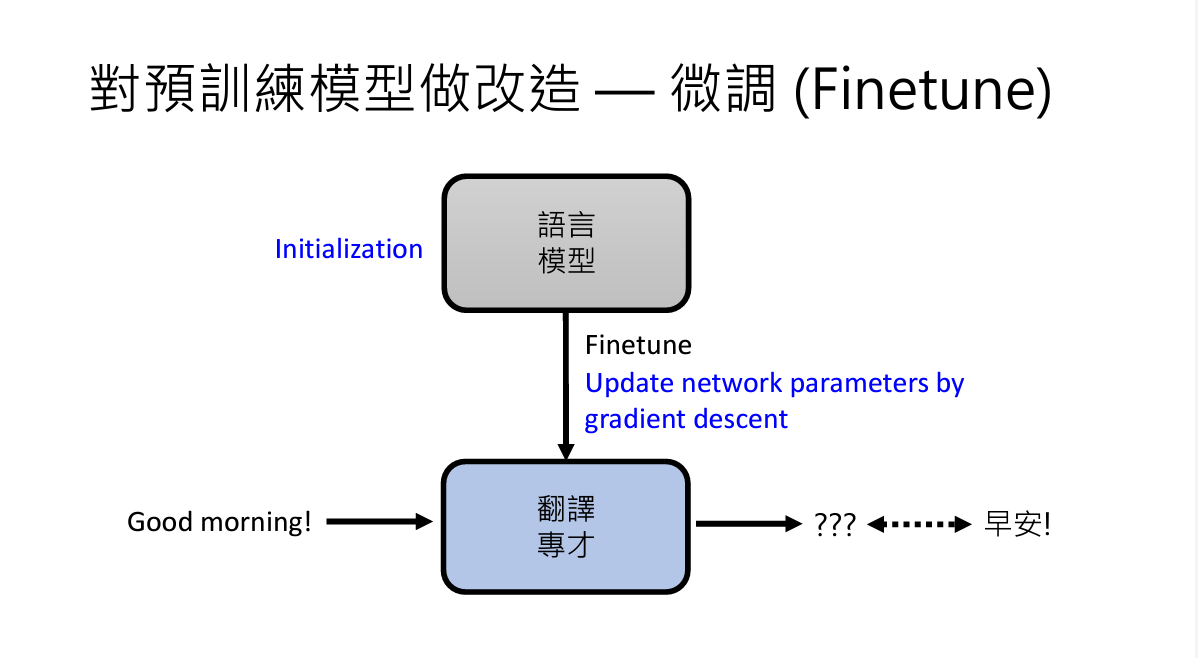 對預訓練模型做改造 — 微調 (Finetune)
語言
模型
Initialization
Finetune
Update network parameters by
gradient descent
Good morning!
翻譯
專才
???
早安!